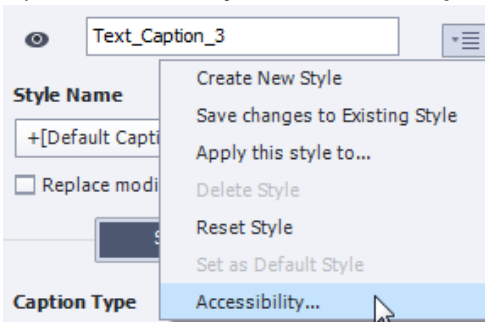 Text_Caption_3
Create New Style
Style Name
Save changes to Existing Style
+[Default Capti
Apply this style to...
Replace modi
Delete Style
Reset Style
Set as Default Style
Caption Type
Accessibility...